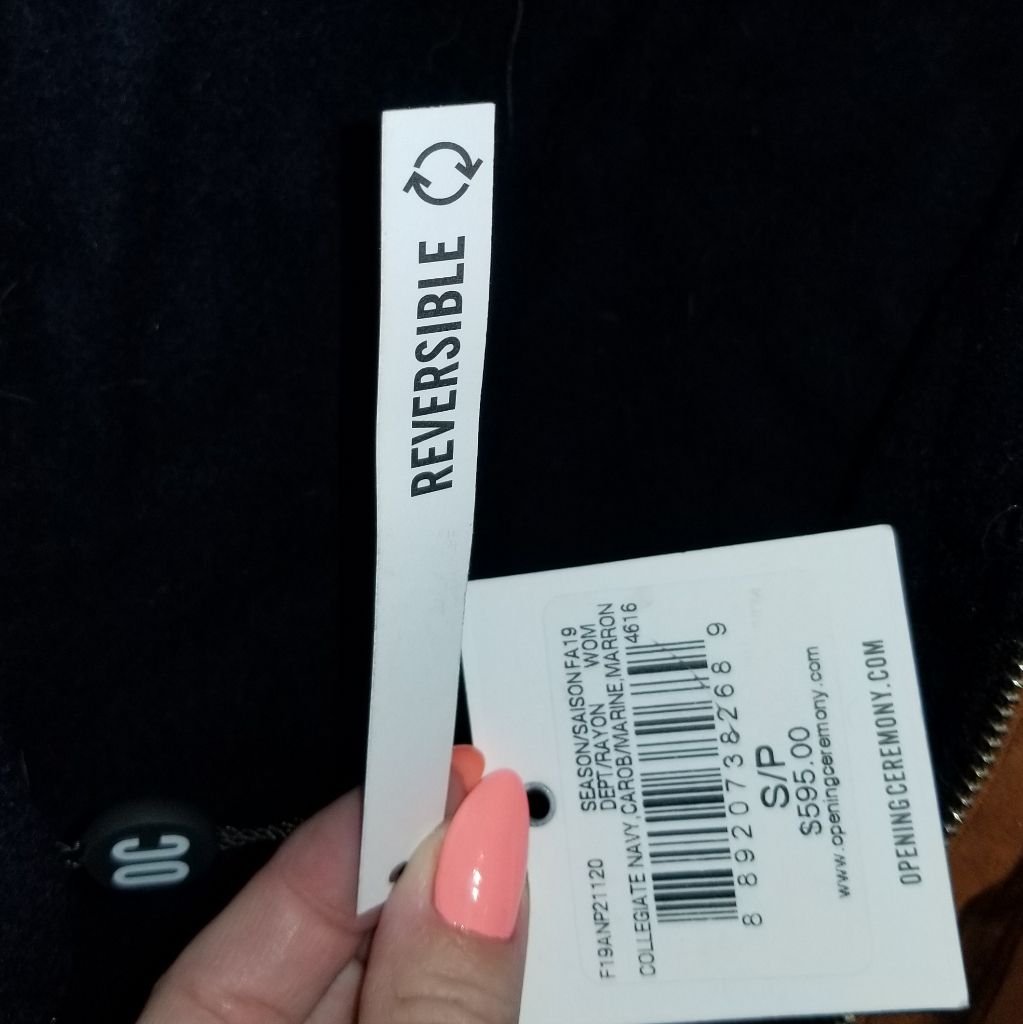 REVERSIBLE
OC
SEASON/SAISON FA19
DEPT/RAYON WOM
F19ANP21120
COLLEGIATE NAVY,CAROB/MARINE,MARRON
4616
8 89207 38268 9
S/P
$595.00
www.openingceremony.com
OPENINGCEREMONY.COM